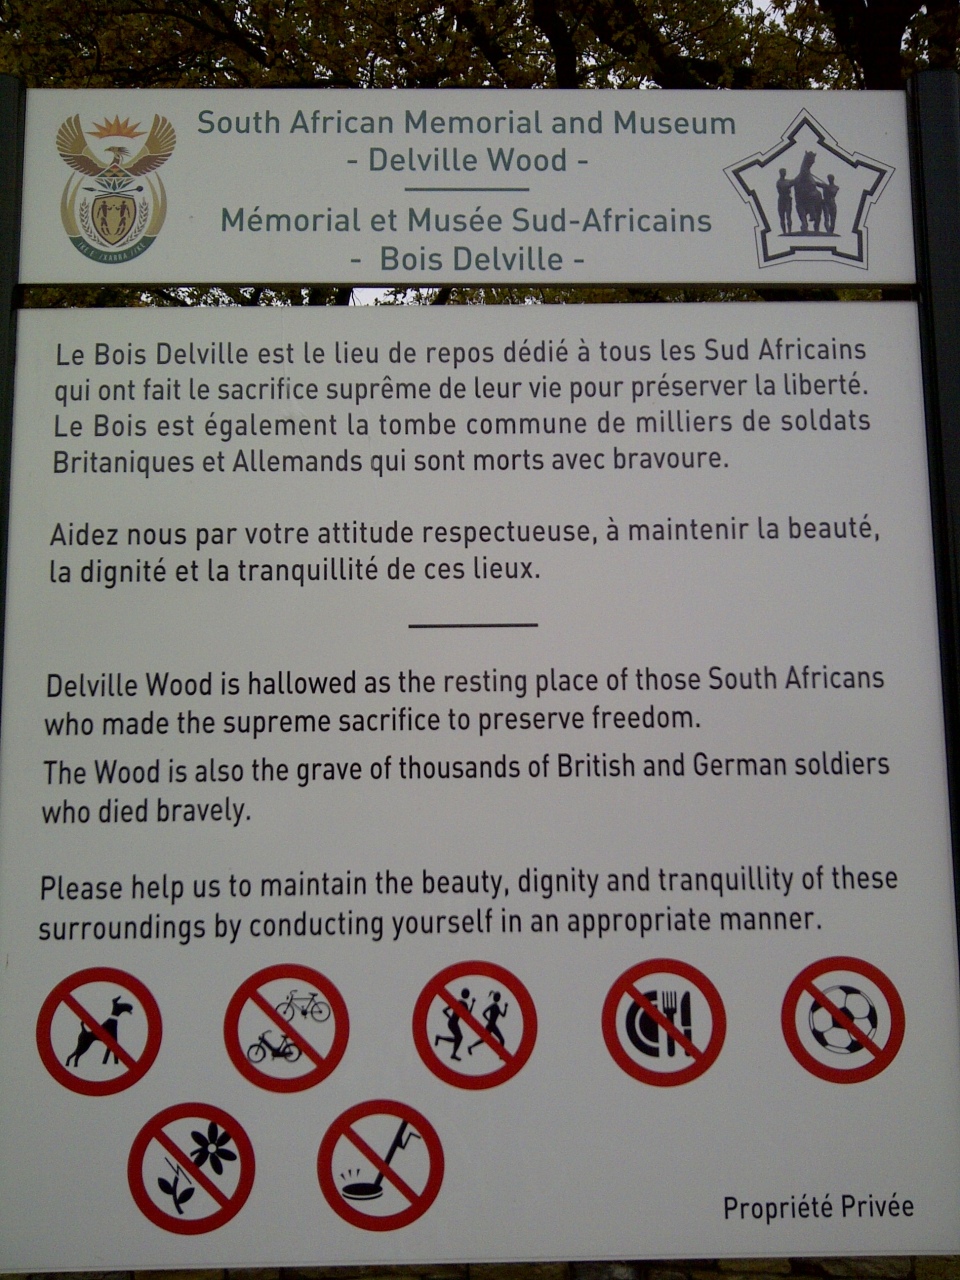 South African Memorial and Museum
- Delville Wood -
Mémorial et Musée Sud-Africains
- Bois Delville -
Le Bois Delville est le lieu de repos dédié à tous les Sud Africains
qui ont fait le sacrifice suprême de leur vie pour préserver la liberté.
Le Bois est également la tombe commune de milliers de soldats
Britaniques et Allemands qui sont morts avec bravoure.
Aidez nous par votre attitude respectueuse, à maintenir la beauté,
la dignité et la tranquillité de ces lieux.
Delville Wood is hallowed as the resting place of those South Africans
who made the supreme sacrifice to preserve freedom.
The Wood is also the grave of thousands of British and German soldiers
who died bravely.
Please help us to maintain the beauty, dignity and tranquillity of these
surroundings by conducting yourself in an appropriate manner.
Propriété Privée